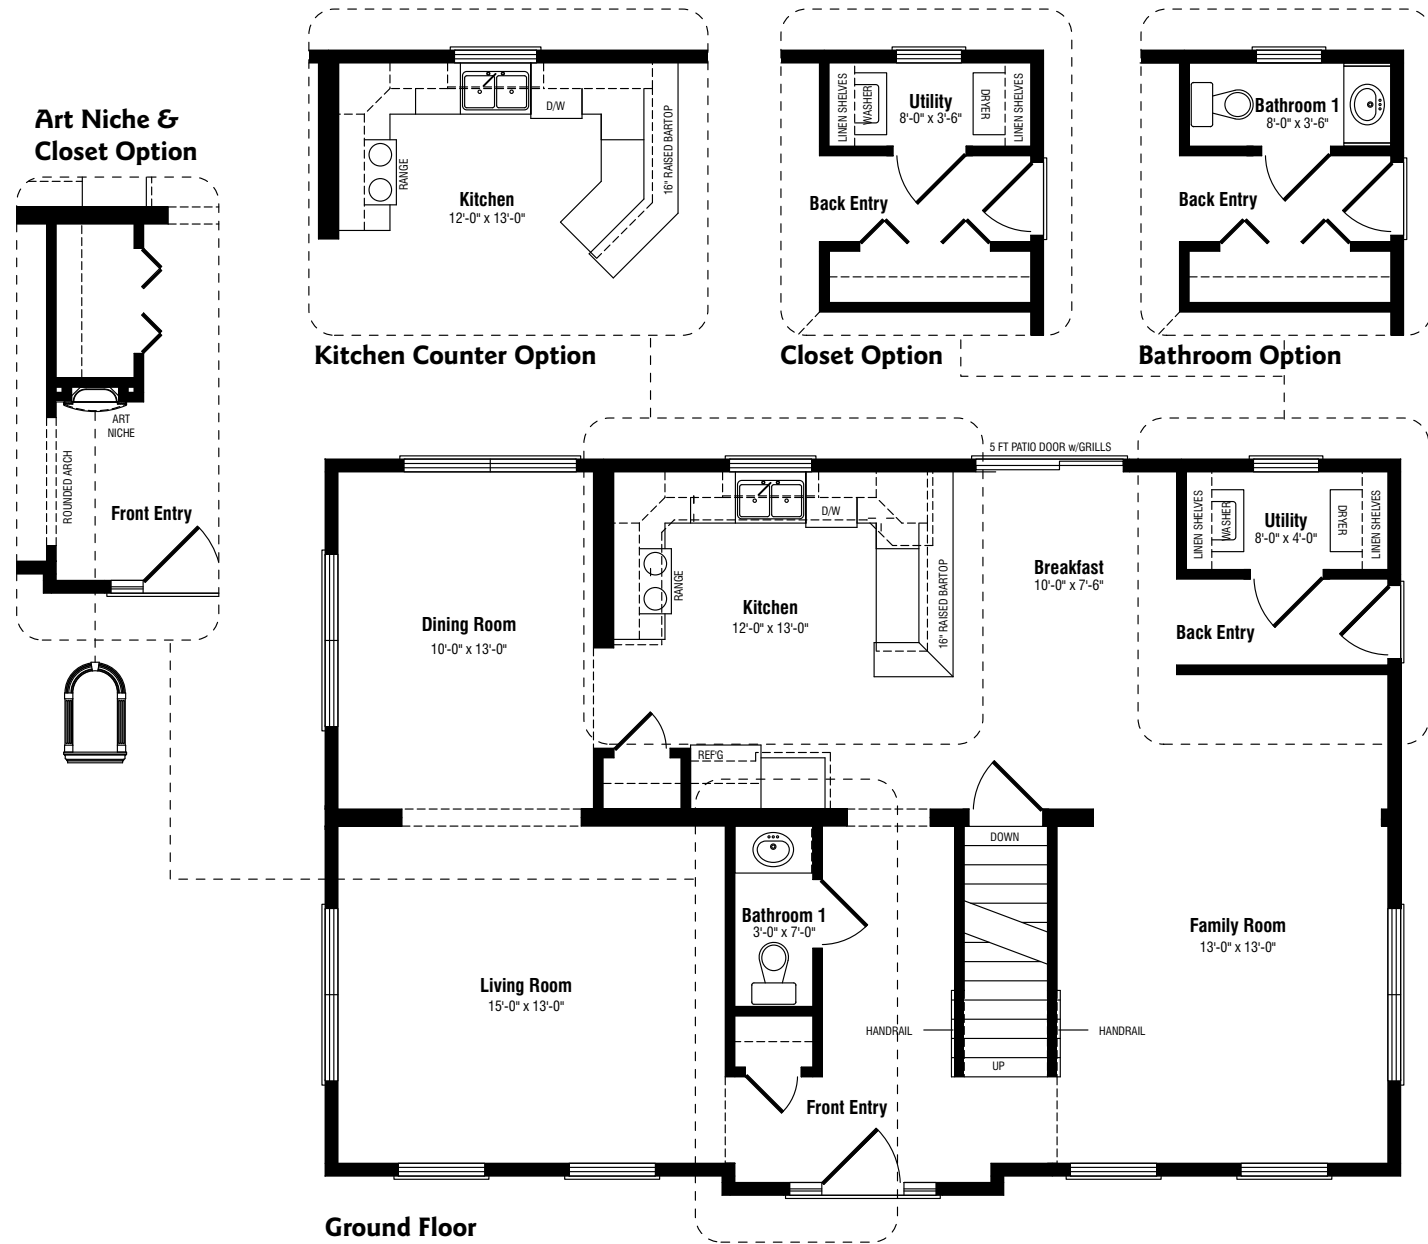 Art Niche &
Closet Option
ART
NICHE
ROUNDED ARCH
Front Entry
D/W
RANGE
16" RAISED BARTOP
Kitchen
12'-0" x 13'-0"
Kitchen Counter Option
LINEN SHELVES
WASHER
Utility
8'-0" x 3'-6"
DRYER
LINEN SHELVES
Back Entry
Closet Option
Bathroom 1
8'-0" x 3'-6"
Back Entry
Bathroom Option
5 FT PATIO DOOR w/GRILLS
D/W
RANGE
16" RAISED BARTOP
Kitchen
12'-0" x 13'-0"
Dining Room
10'-0" x 13'-0"
Breakfast
10'-0" x 7'-6"
LINEN SHELVES
WASHER
Utility
8'-0" x 4'-0"
DRYER
LINEN SHELVES
Back Entry
REF'G
DOWN
Bathroom 1
3'-0" x 7'-0"
Family Room
13'-0" x 13'-0"
Living Room
15'-0" x 13'-0"
HANDRAIL
HANDRAIL
UP
Front Entry
Ground Floor